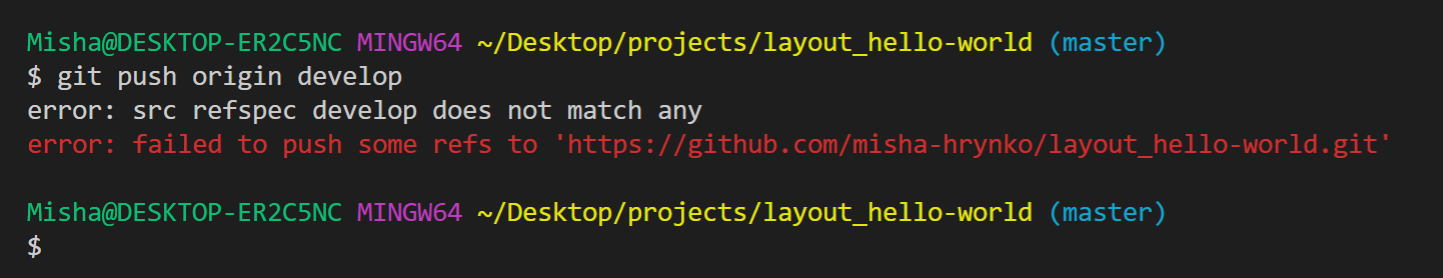 Misha@DESKTOP-ER2C5NC MINGW64 ~/Desktop/projects/layout_hello-world (master)
$ git push origin develop
error: src refspec develop does not match any
error: failed to push some refs to 'https://github.com/misha-hrynko/layout_hello-world.git'
Misha@DESKTOP-ER2C5NC MINGW64 ~/Desktop/projects/layout_hello-world (master)
$